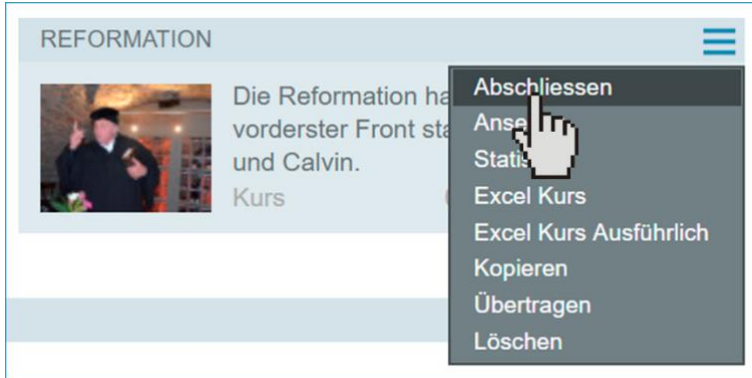 REFORMATION
Die Reformation ha
vorderster Front sta
und Calvin.
Kurs
Abschliessen
Excel Kurs
Excel Kurs Ausführlich
Kopieren
Übertragen
Löschen